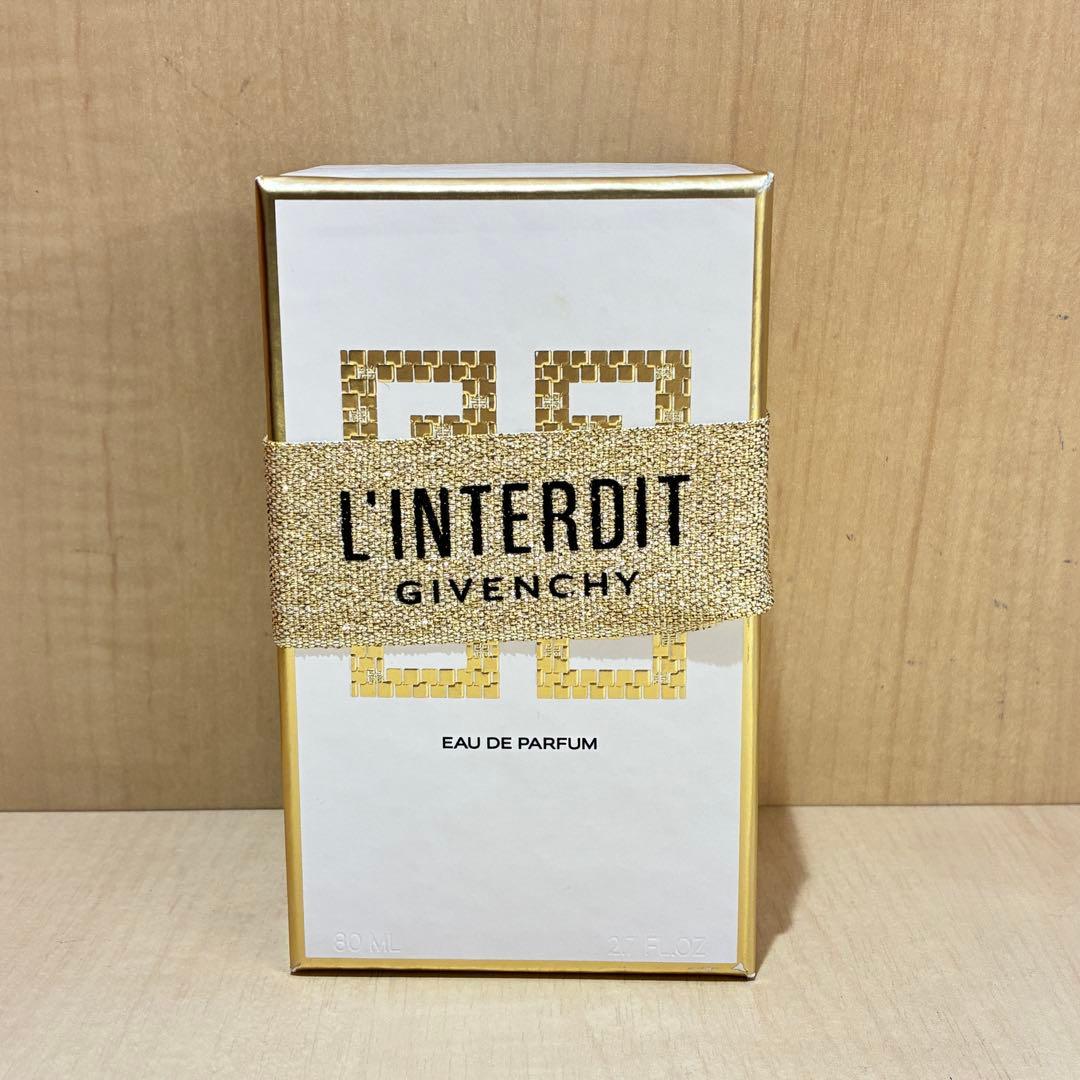 L'INTERDIT
GIVENCHY
EAU DE PARFUM
80 ML 2.7 FL.OZ